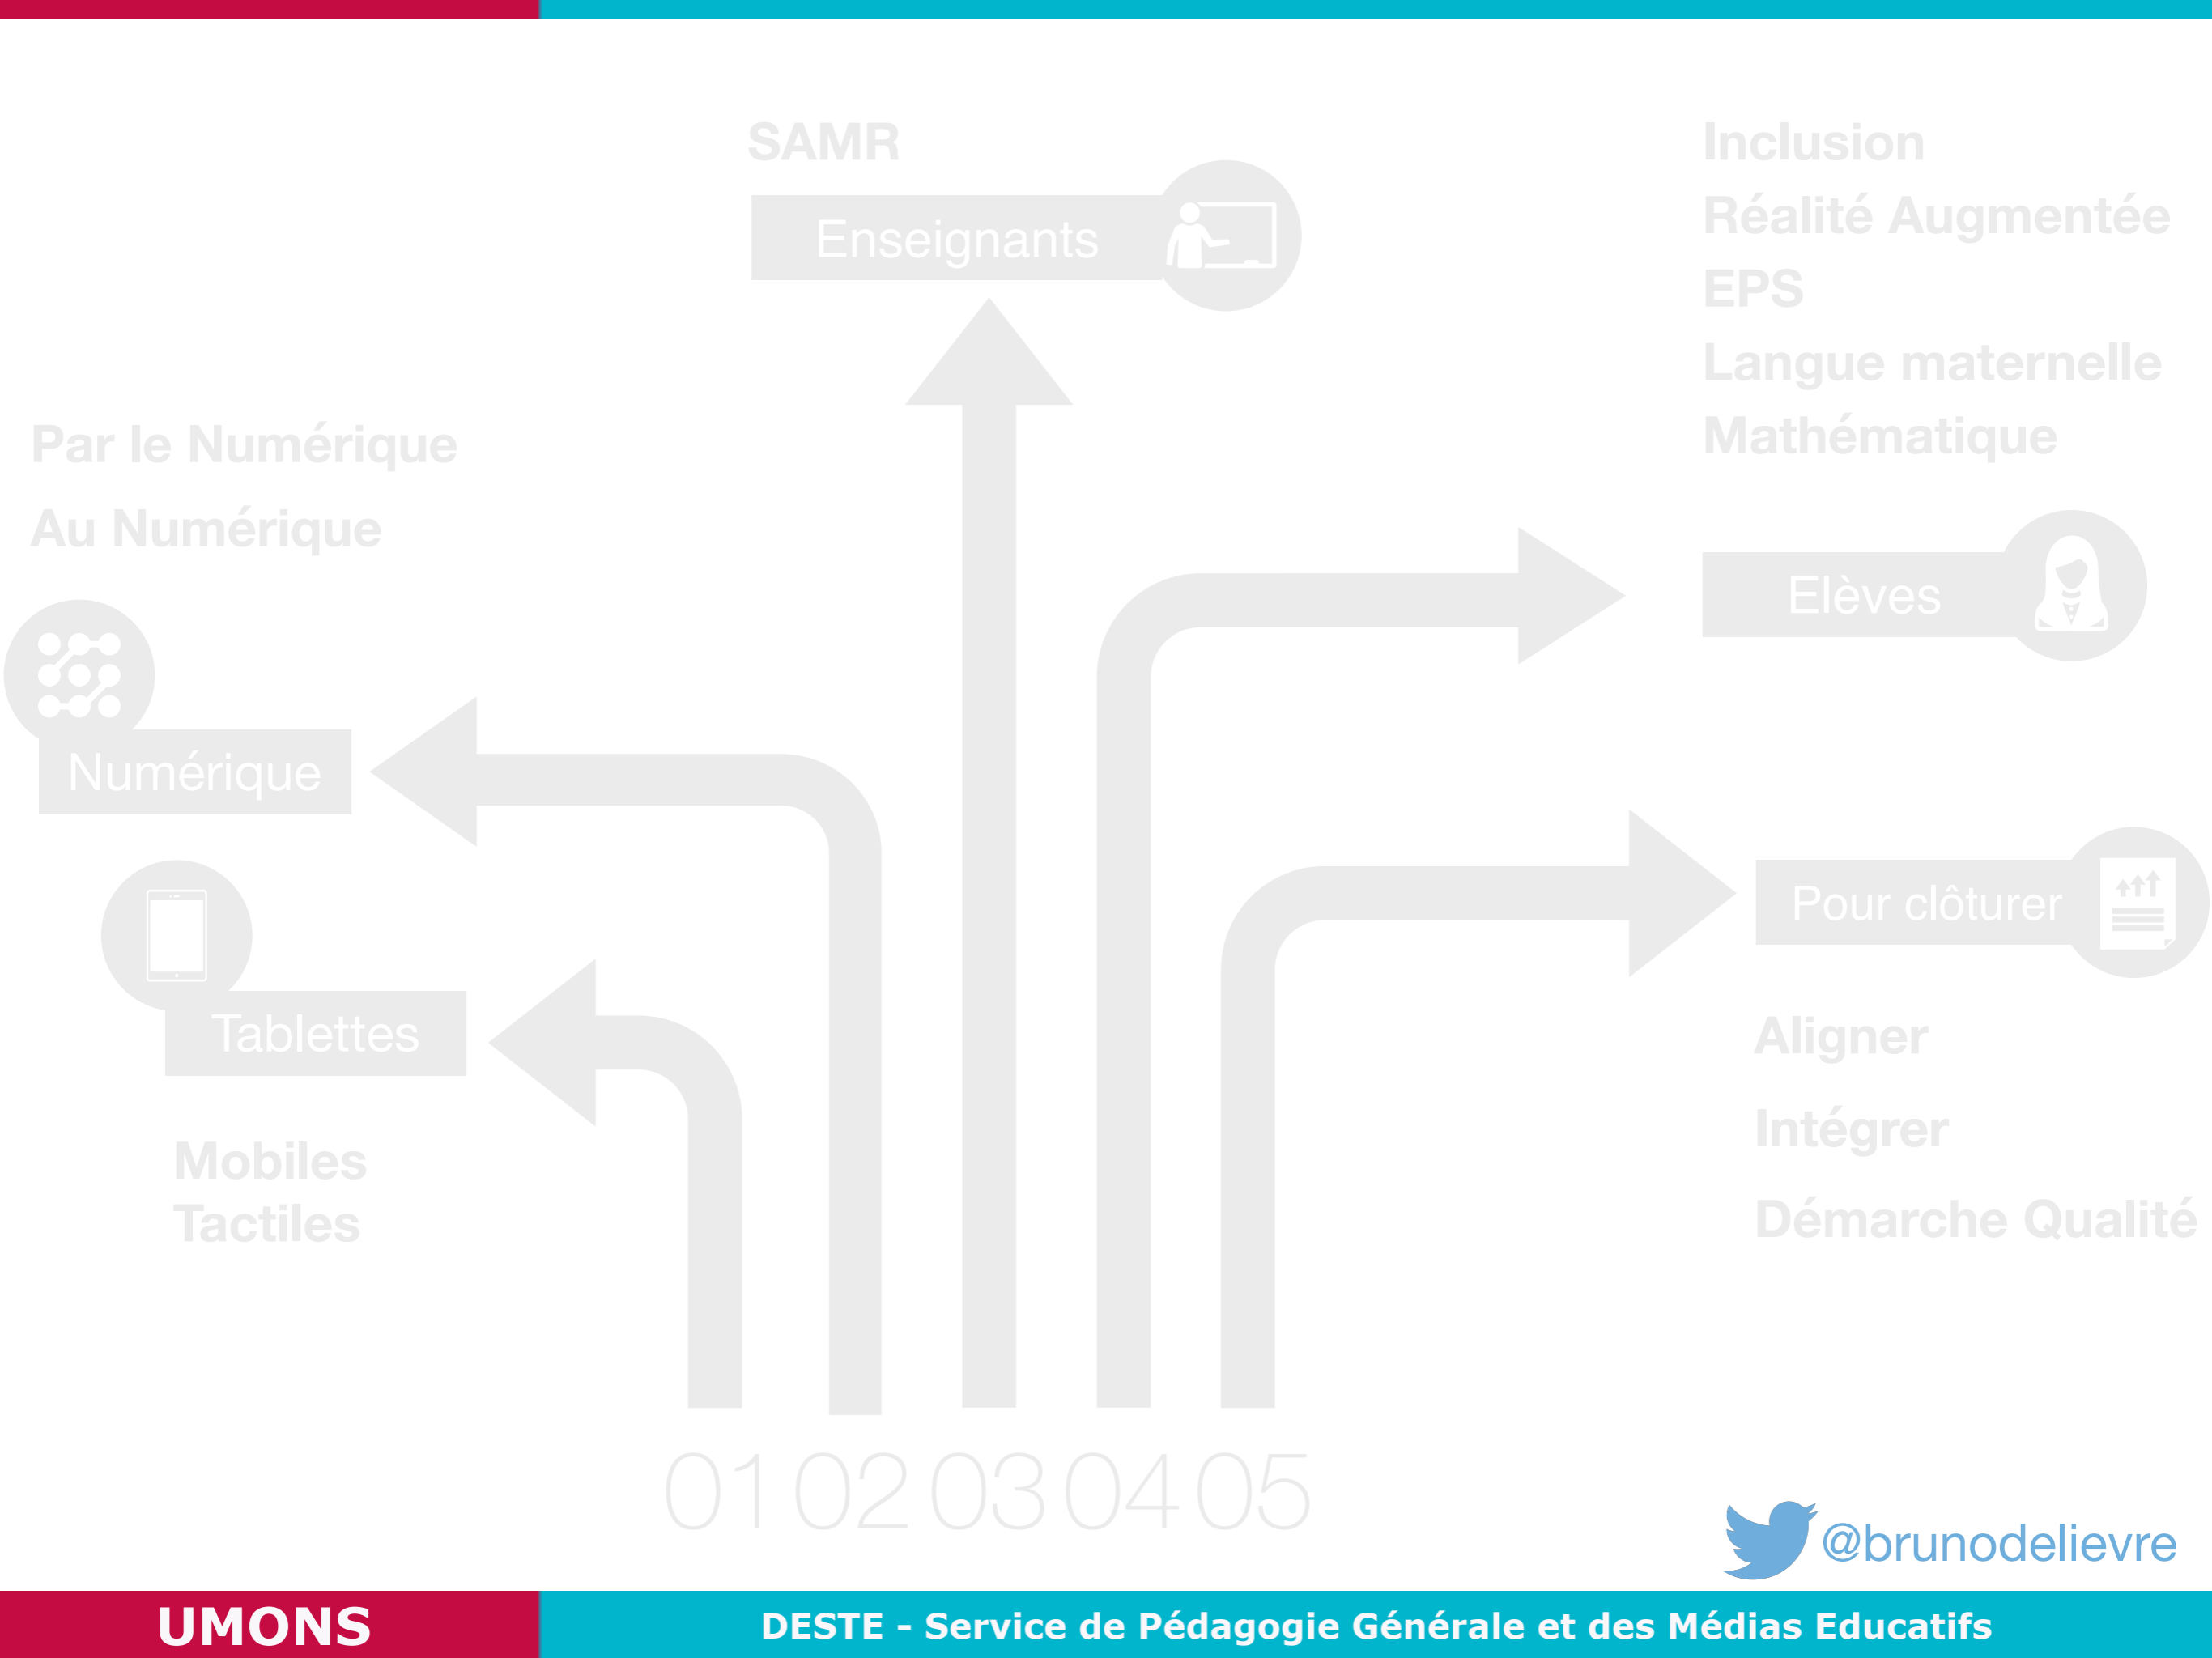 SAMR
Enseignants
Inclusion
Réalité Augmentée
EPS
Langue maternelle
Mathématique
Elèves
Par le Numérique
Au Numérique
Numérique
Tablettes
Mobiles
Tactiles
Pour clôturer
Aligner
Intégrer
Démarche Qualité
01 02 03 04 05
@brunodelievre
UMONS
DESTE - Service de Pédagogie Générale et des Médias Educatifs